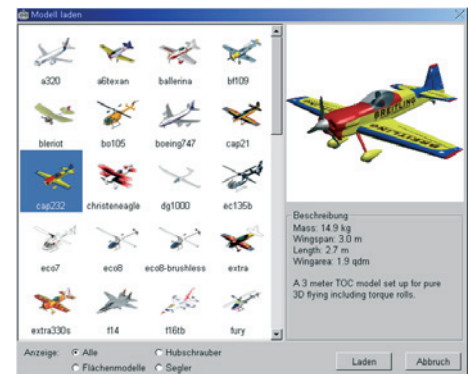 Modell laden
a320 a6texan ballerina bf109
bleriot bo105 boeing747 cap21
cap232 christeneagle dg1000 ec135b
eco7 eco8 eco8-brushless extra
extra330s f14 f16tb fury
BREITLING
BREITLING
Beschreibung
Mass: 14.9 kg
Wingspan: 3.0 m
Length: 2.7 m
Wingarea: 1.9 qdm
A 3 meter TOC model set up for pure
3D flying including torque rolls.
Anzeige: Alle Hubschrauber
Flächenmodelle Segler
Laden Abbruch